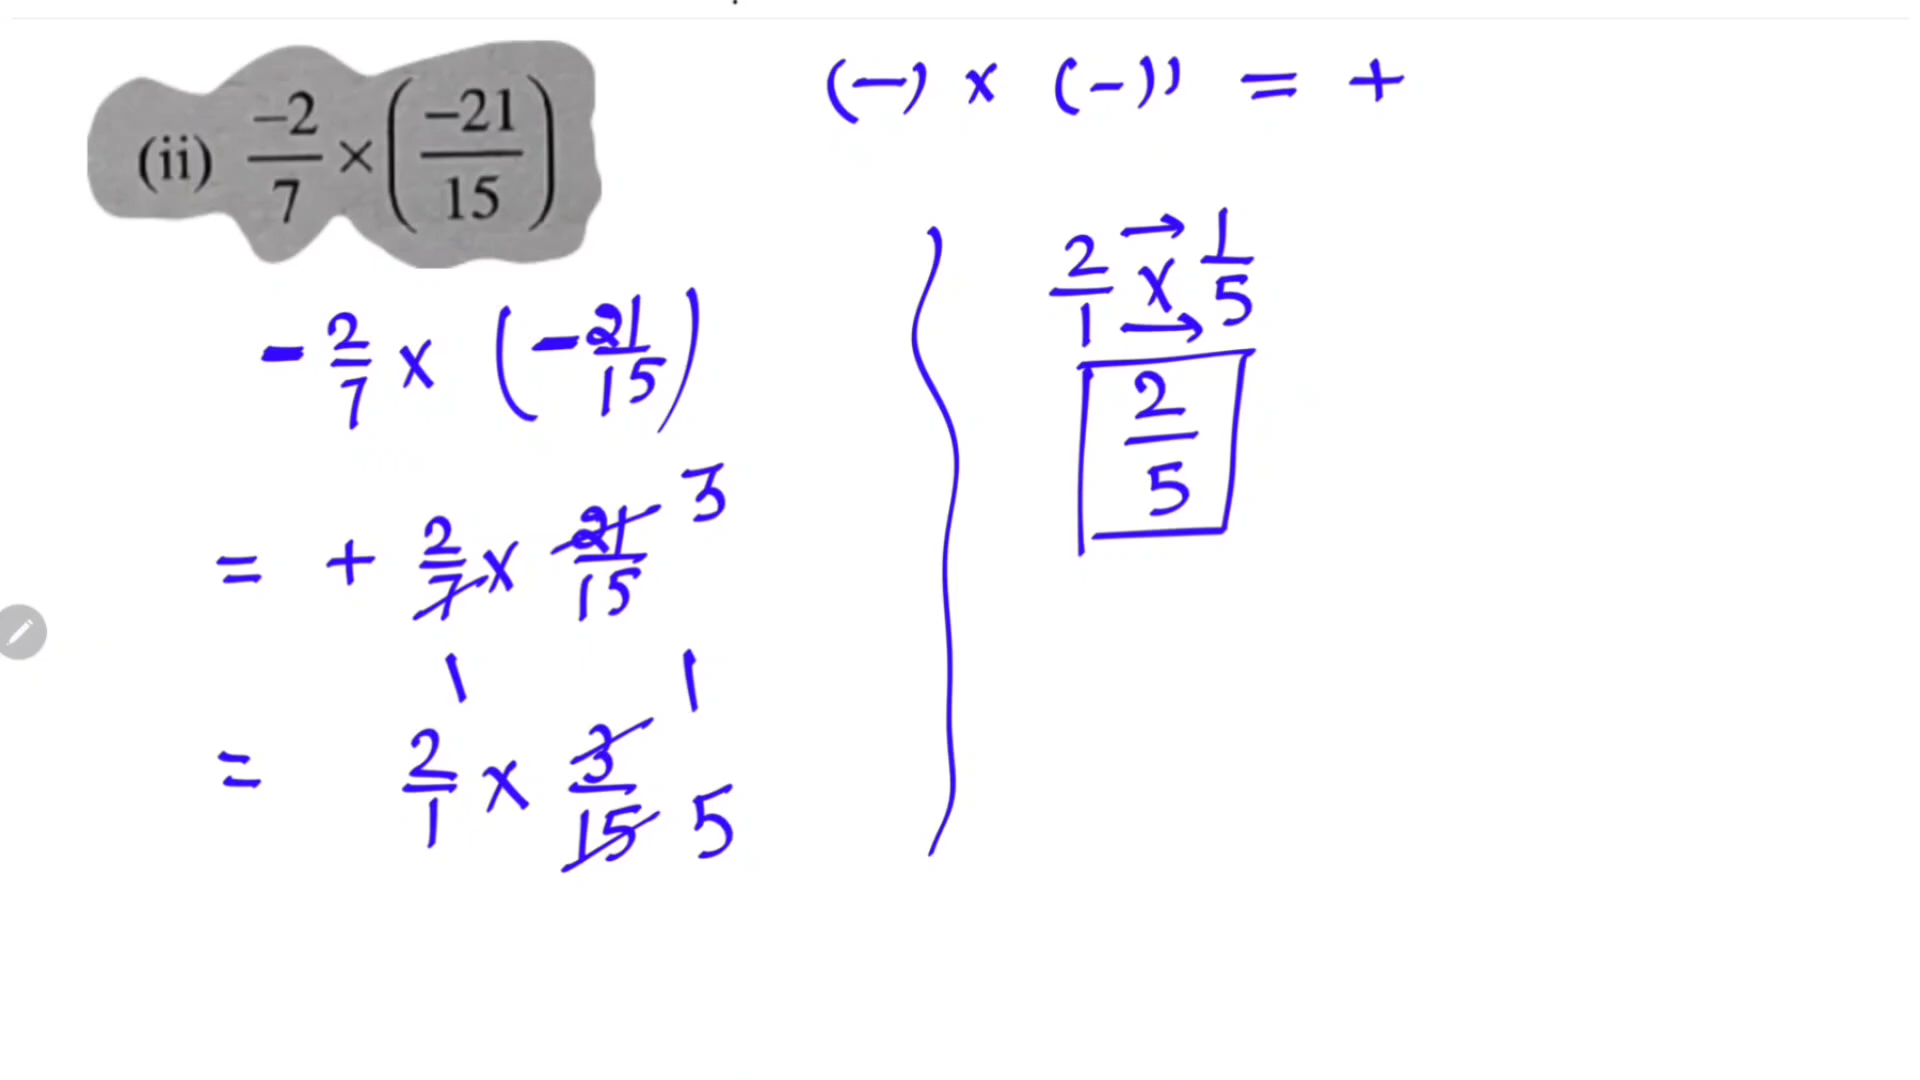 (ii) -2/7 × (-21/15)
(-) × (-)) = +
- 2/7 × (- 21/15)
= + 2/7 × 21/15 3
1
= 2/1 × 3/15 1 5
2/1 × 1/5
2/5